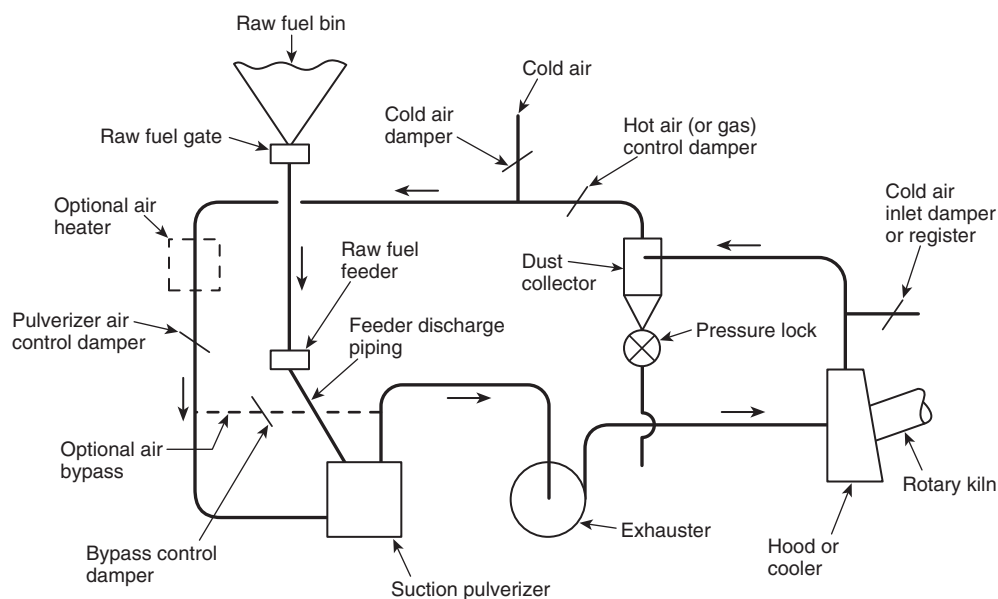 Raw fuel bin
Cold air
Cold air
damper
Hot air (or gas)
control damper
Raw fuel gate
Cold air
inlet damper
or register
Optional air
heater
Raw fuel
feeder
Dust
collector
Pulverizer air
control damper
Feeder discharge
piping
Pressure lock
Optional air
bypass
Rotary kiln
Exhauster
Bypass control
damper
Hood or
cooler
Suction pulverizer